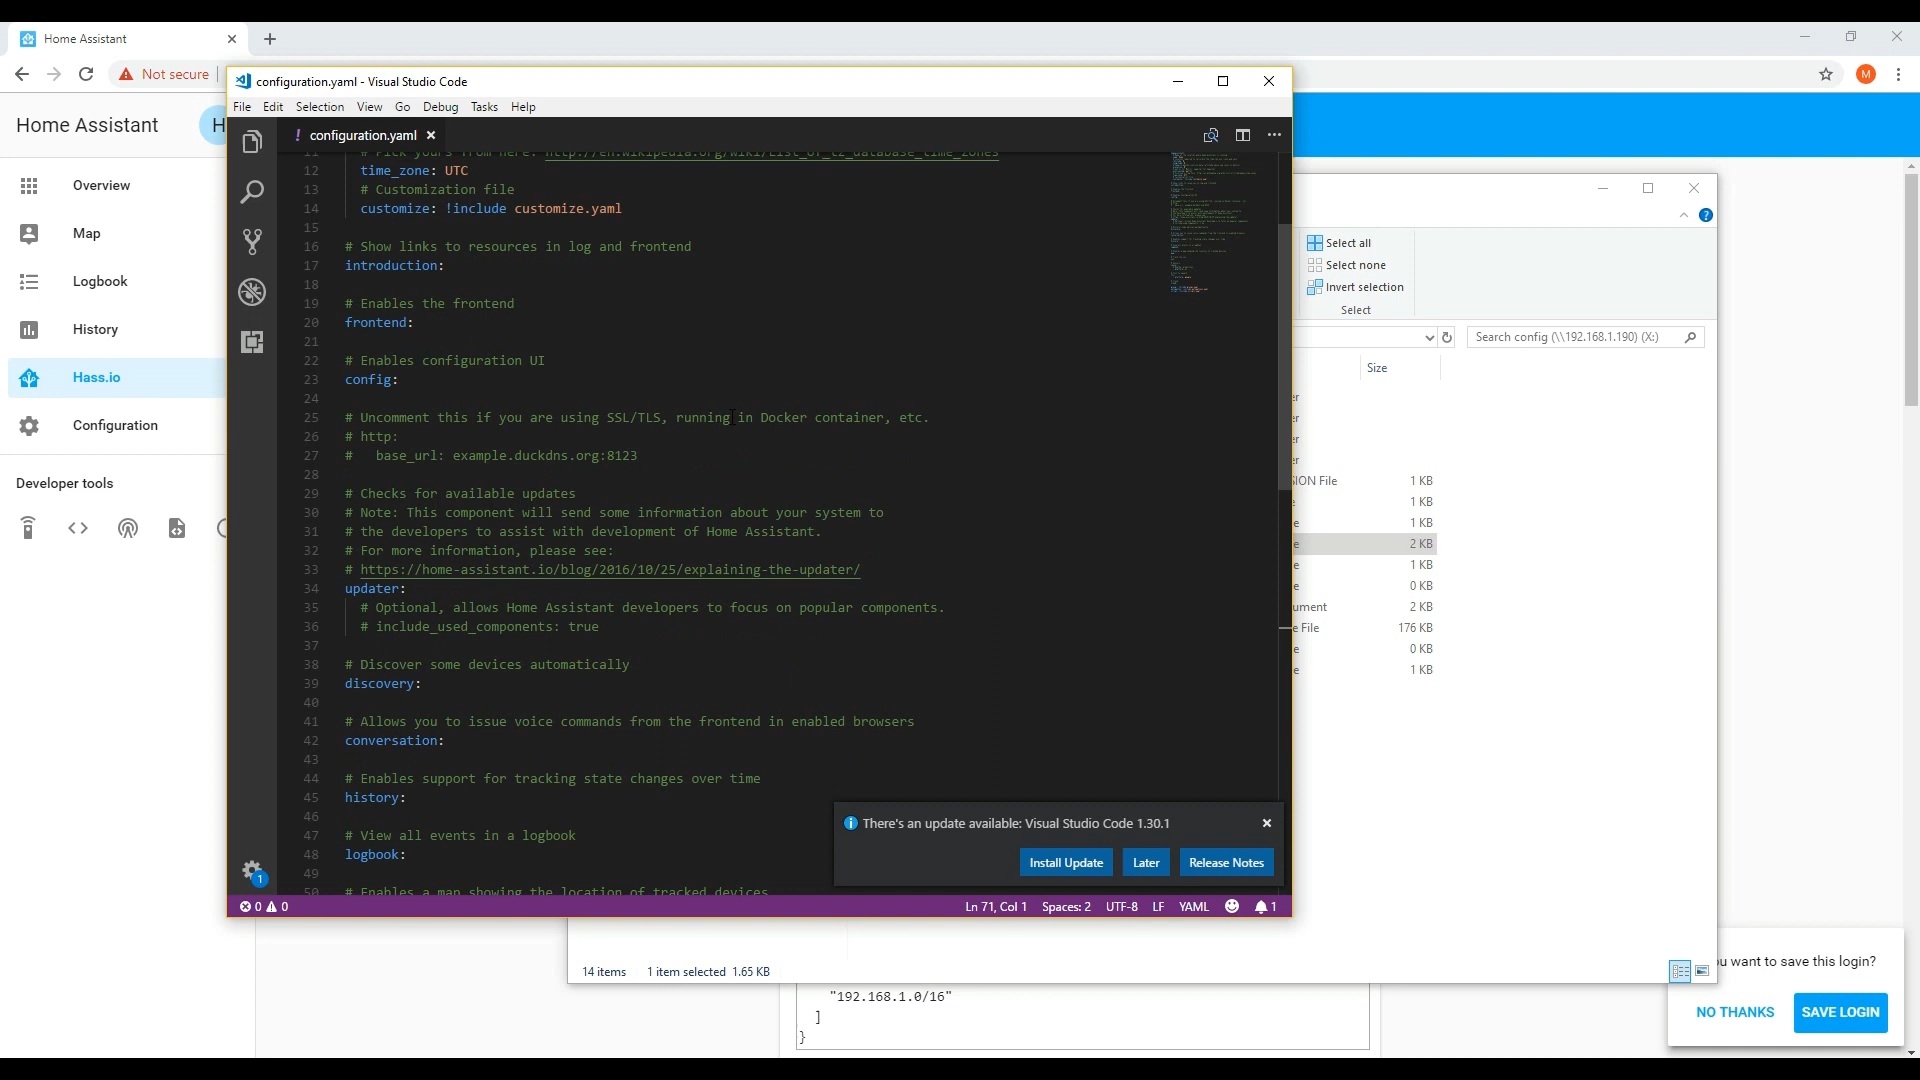 Home Assistant
Not secure
M
configuration.yaml - Visual Studio Code
File Edit Selection View Go Debug Tasks Help
Home Assistant
H
! configuration.yaml
11 # Pick yours from here: http://en.wikipedia.org/wiki/List_of_tz_database_time_zones
12 time_zone: UTC
13 # Customization file
14 customize: !include customize.yaml
15
16 # Show links to resources in log and frontend
17 introduction:
18
19 # Enables the frontend
20 frontend:
21
22 # Enables configuration UI
23 config:
24
25 # Uncomment this if you are using SSL/TLS, running in Docker container, etc.
26 # http:
27 #   base_url: example.duckdns.org:8123
28
29 # Checks for available updates
30 # Note: This component will send some information about your system to
31 # the developers to assist with development of Home Assistant.
32 # For more information, please see:
33 # https://home-assistant.io/blog/2016/10/25/explaining-the-updater/
34 updater:
35 # Optional, allows Home Assistant developers to focus on popular components.
36 # include_used_components: true
37
38 # Discover some devices automatically
39 discovery:
40
41 # Allows you to issue voice commands from the frontend in enabled browsers
42 conversation:
43
44 # Enables support for tracking state changes over time
45 history:
46
47 # View all events in a logbook
48 logbook:
49
50 # Enables a map showing the location of tracked devices
Overview
Map
Logbook
History
Hass.io
Configuration
Developer tools
There's an update available: Visual Studio Code 1.30.1
Install Update Later Release Notes
1
0 0
Ln 71, Col 1 Spaces: 2 UTF-8 LF YAML 1
Select all
Select none
Invert selection
Select
Search config (\\192.168.1.190) (X:)
Size
er
er
er
er
SION File 1 KB
e 1 KB
e 1 KB
e 2 KB
e 1 KB
e 0 KB
ument 2 KB
e File 176 KB
e 0 KB
e 1 KB
14 items 1 item selected 1.65 KB
"192.168.1.0/16"
]
}
ou want to save this login?
NO THANKS SAVE LOGIN